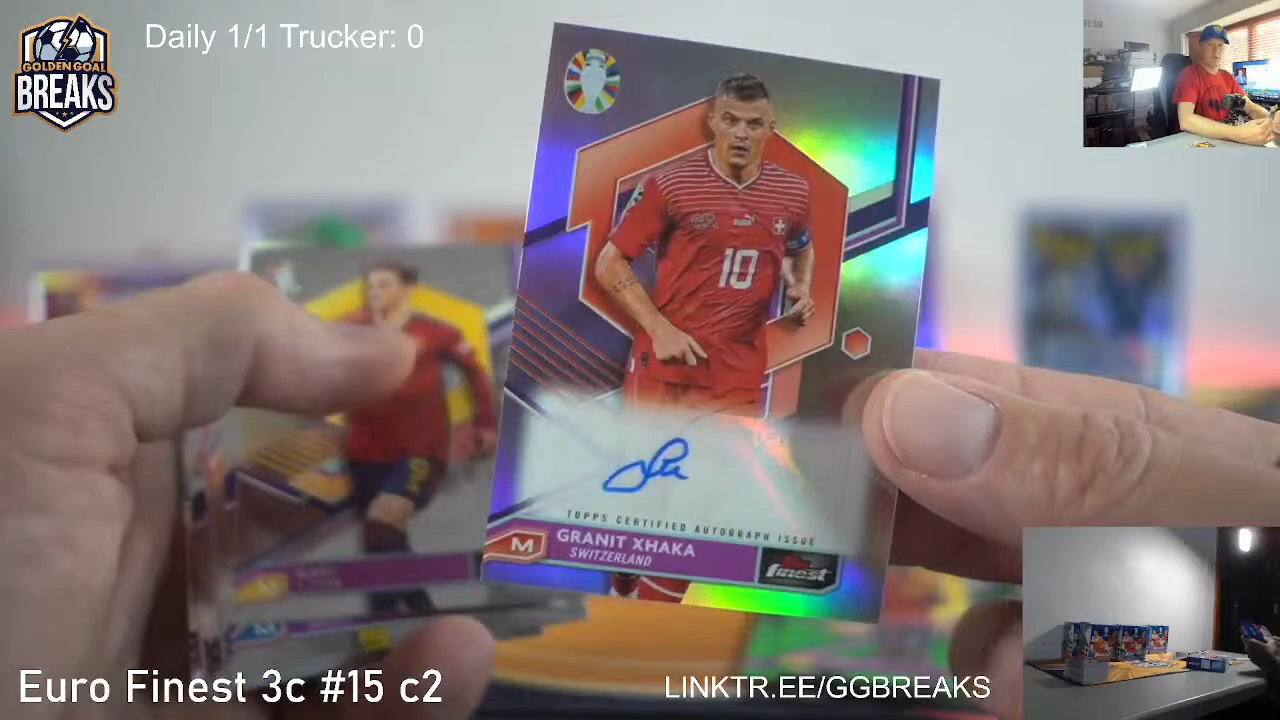 GOLDEN GOAL
BREAKS
Daily 1/1 Trucker: 0
10
TOPPS CERTIFIED AUTOGRAPH ISSUE
M
GRANIT XHAKA
SWITZERLAND
finest
Euro Finest 3c #15 c2
LINKTR.EE/GGBREAKS